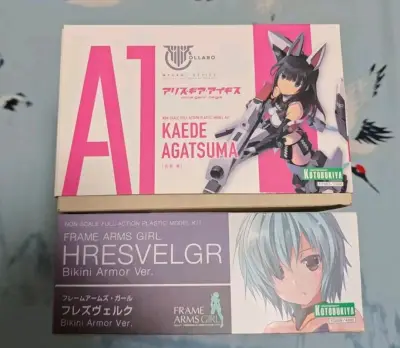 A1
COLLABO
アリスギア・アイギス
KAEDE
AGATSUMA
KOTOBUKIYA
NON-SCALE FULL ACTION PLASTIC MODEL KIT
FRAME ARMS GIRL
HRESVELGR
Bikini Armor Ver.
フレームアームズ・ガール
フレズヴェルク
Bikini Armor Ver.
FRAME
ARMS GIRL
KOTOBUKIYA